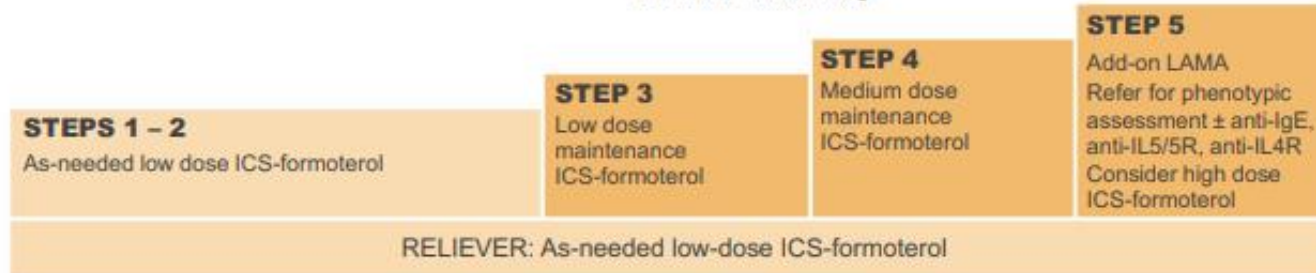 STEPS 1 – 2
As-needed low dose ICS-formoterol
STEP 3
Low dose
maintenance
ICS-formoterol
STEP 4
Medium dose
maintenance
ICS-formoterol
STEP 5
Add-on LAMA
Refer for phenotypic
assessment ± anti-IgE,
anti-IL5/5R, anti-IL4R
Consider high dose
ICS-formoterol
RELIEVER: As-needed low-dose ICS-formoterol